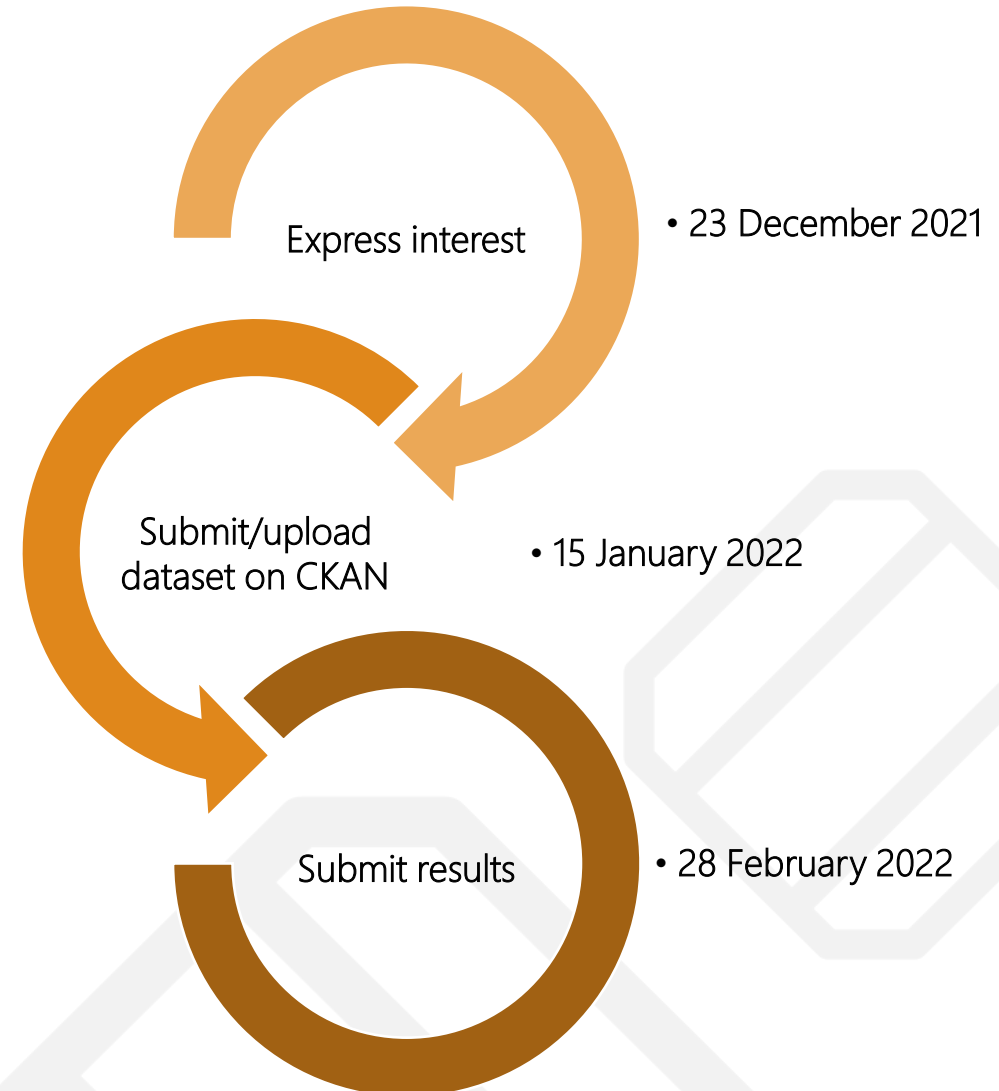 Express interest
• 23 December 2021
Submit/upload
dataset on CKAN
• 15 January 2022
Submit results
• 28 February 2022